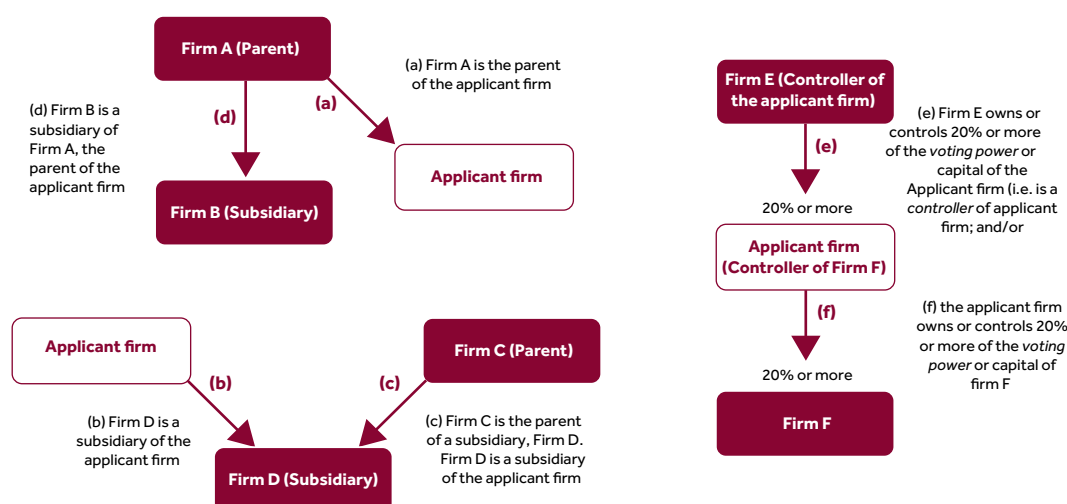 Firm A (Parent)
(a) Firm A is the parent
of the applicant firm
(a)
(d)
(d) Firm B is a
subsidiary of
Firm A, the
parent of the
applicant firm
Applicant firm
Firm B (Subsidiary)
Applicant firm
Firm C (Parent)
(b)
(c)
(b) Firm D is a
subsidiary of the
applicant firm
(c) Firm C is the parent
of a subsidiary, Firm D.
Firm D is a subsidiary
of the applicant firm
Firm D (Subsidiary)
Firm E (Controller of
the applicant firm)
(e)
(e) Firm E owns or
controls 20% or more
of the voting power or
capital of the
Applicant firm (i.e. is a
controller of applicant
firm; and/or
20% or more
Applicant firm
(Controller of Firm F)
(f)
(f) the applicant firm
owns or controls 20%
or more of the voting
power or capital of
firm F
20% or more
Firm F